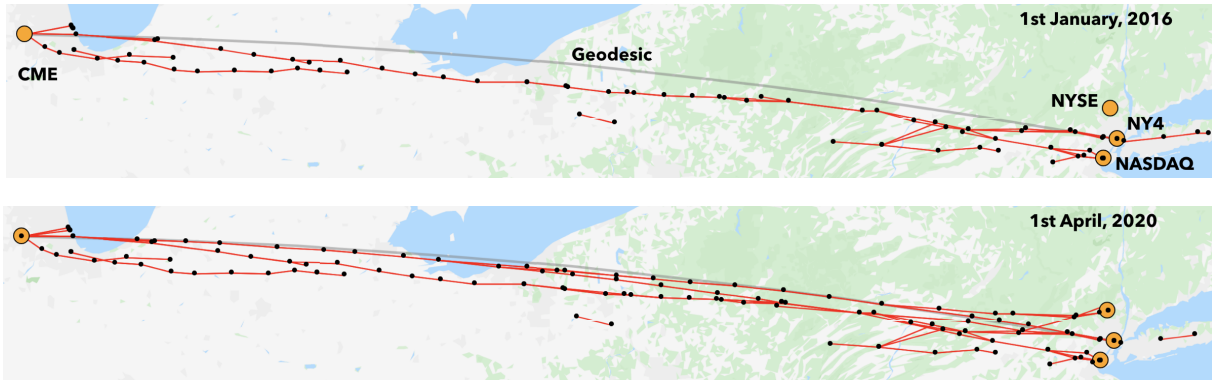 1st January, 2016
Geodesic
CME
NYSE
NY4
NASDAQ
1st April, 2020